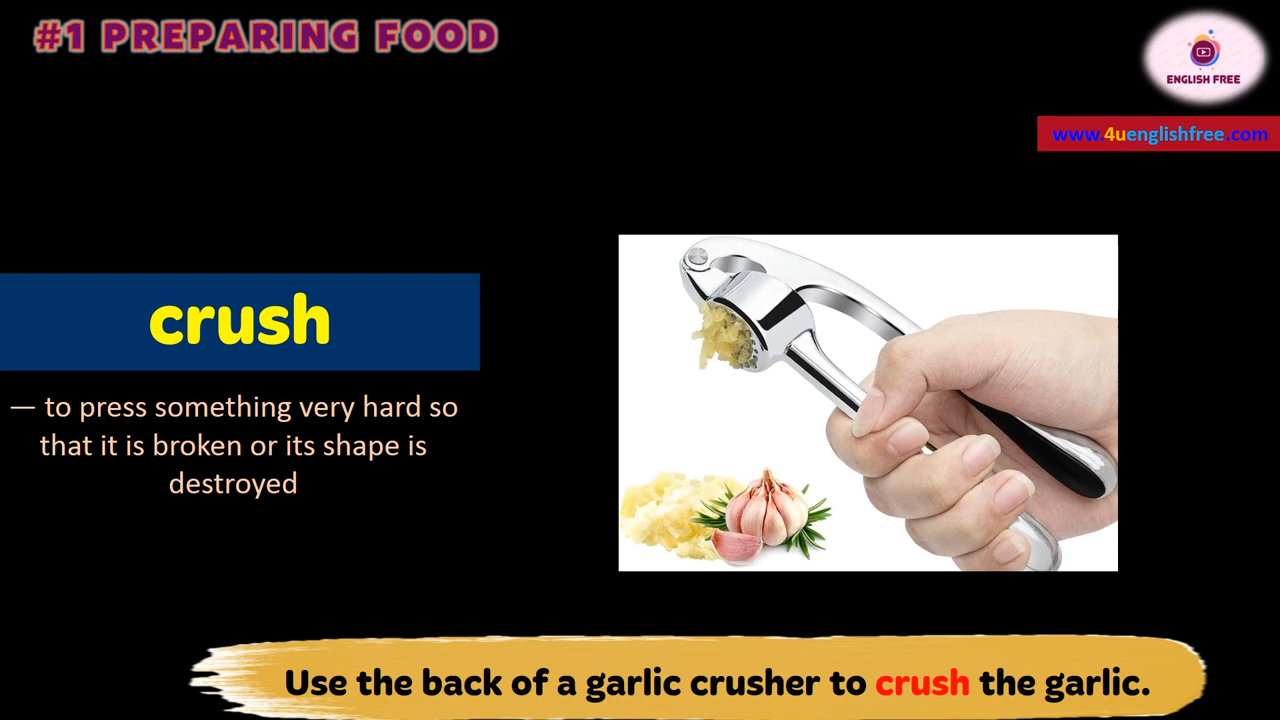 #1 PREPARING FOOD
ENGLISH FREE
www.4uenglishfree.com
crush
— to press something very hard so
that it is broken or its shape is
destroyed
Use the back of a garlic crusher to crush the garlic.